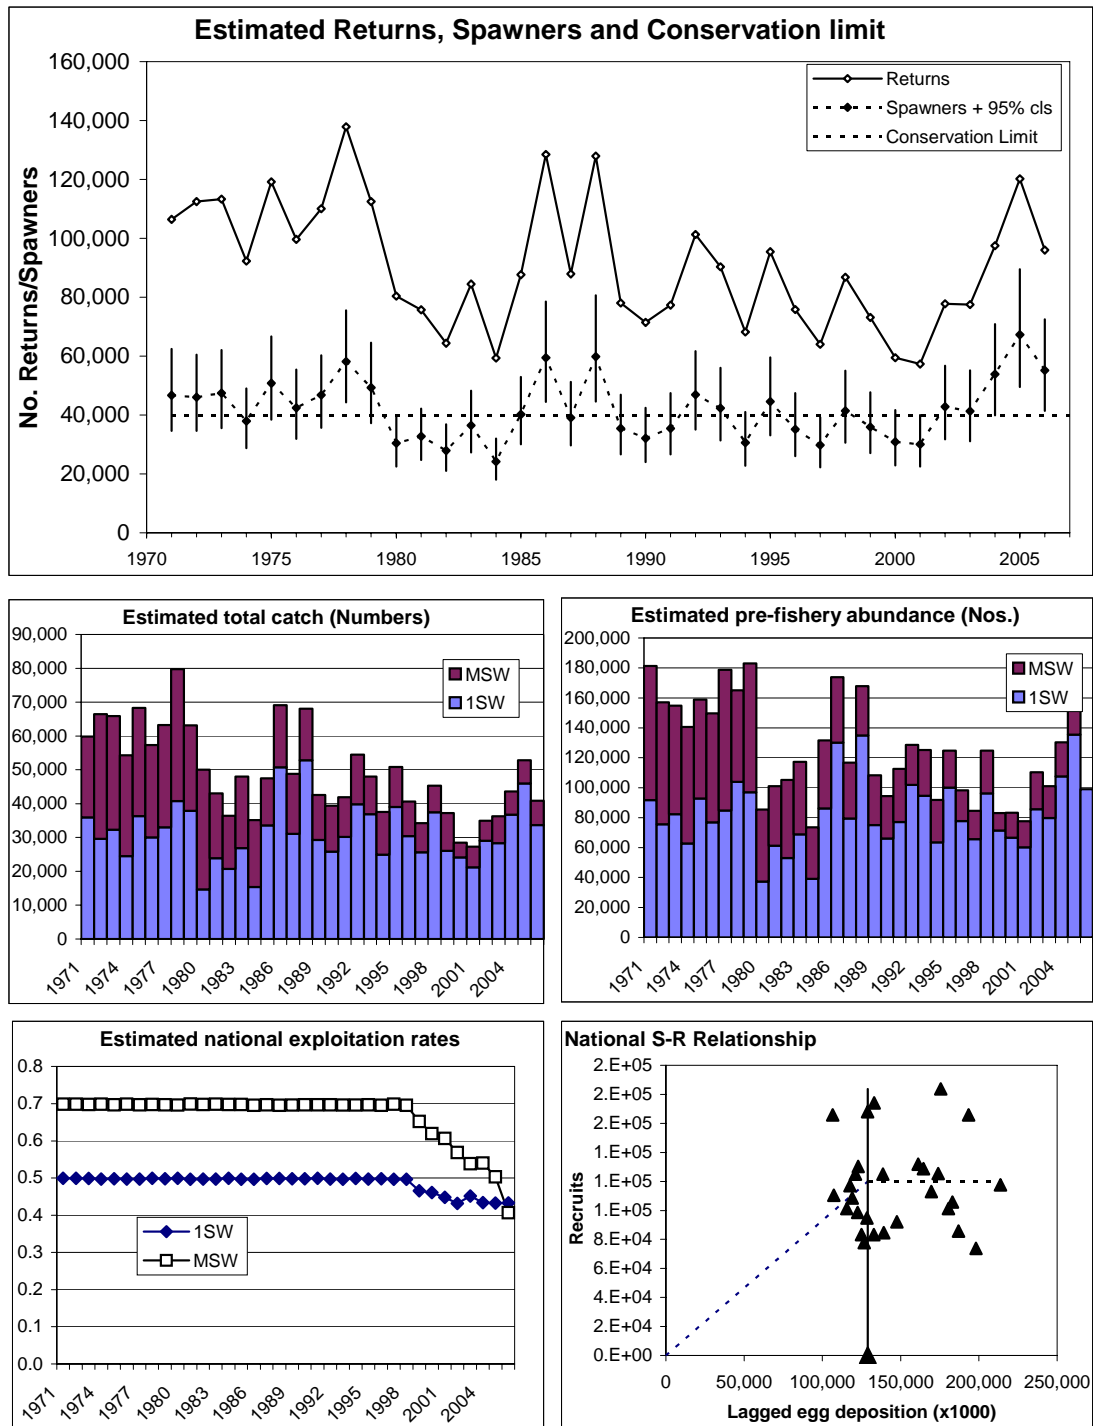 Estimated Returns, Spawners and Conservation limit
160,000
140,000
120,000
100,000
80,000
60,000
40,000
20,000
0
No. Returns/Spawners
Returns
Spawners + 95% cls
Conservation Limit
1970 1975 1980 1985 1990 1995 2000 2005
Estimated total catch (Numbers)
90,000
80,000
70,000
60,000
50,000
40,000
30,000
20,000
10,000
0
MSW
1SW
1971 1974 1977 1980 1983 1986 1989 1992 1995 1998 2001 2004
Estimated pre-fishery abundance (Nos.)
200,000
180,000
160,000
140,000
120,000
100,000
80,000
60,000
40,000
20,000
0
MSW
1SW
1971 1974 1977 1980 1983 1986 1989 1992 1995 1998 2001 2004
Estimated national exploitation rates
0.8
0.7
0.6
0.5
0.4
0.3
0.2
0.1
0.0
1SW
MSW
1971 1974 1977 1980 1983 1986 1989 1992 1995 1998 2001 2004
National S-R Relationship
2.E+05
2.E+05
2.E+05
1.E+05
1.E+05
1.E+05
8.E+04
6.E+04
4.E+04
2.E+04
0.E+00
Recruits
0 50,000 100,000 150,000 200,000 250,000
Lagged egg deposition (x1000)